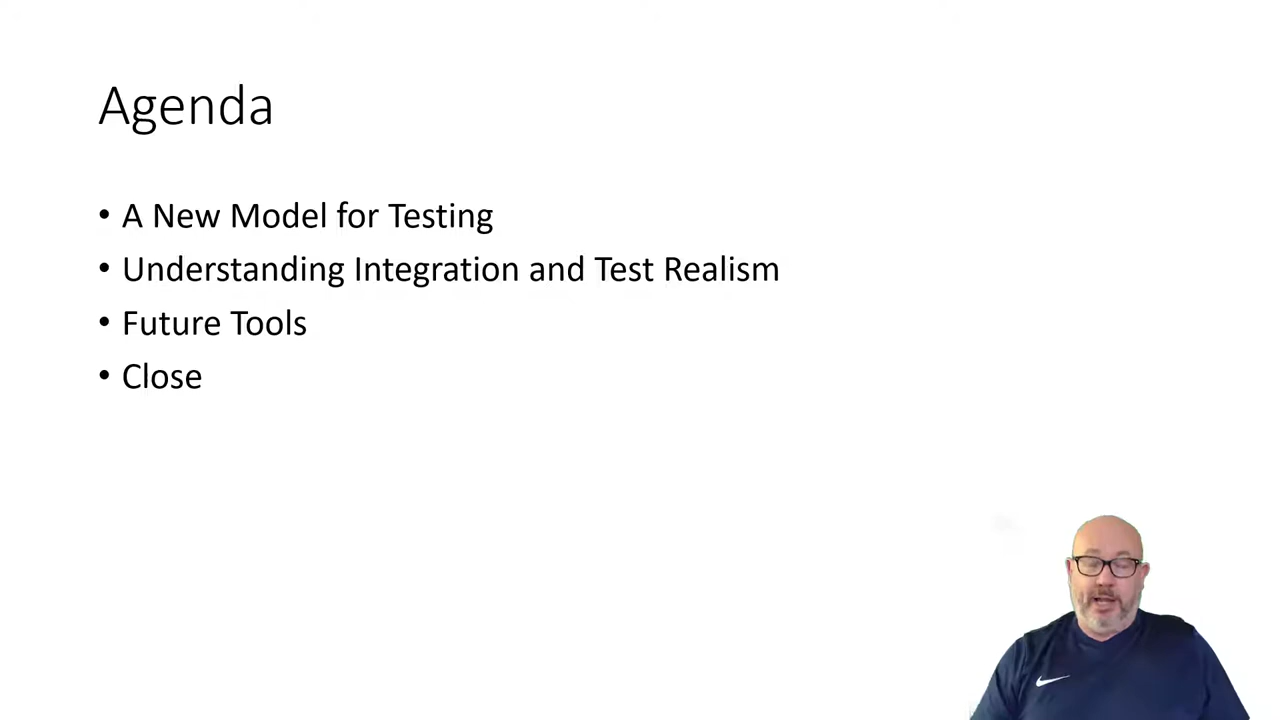 Agenda
• A New Model for Testing
• Understanding Integration and Test Realism
• Future Tools
• Close